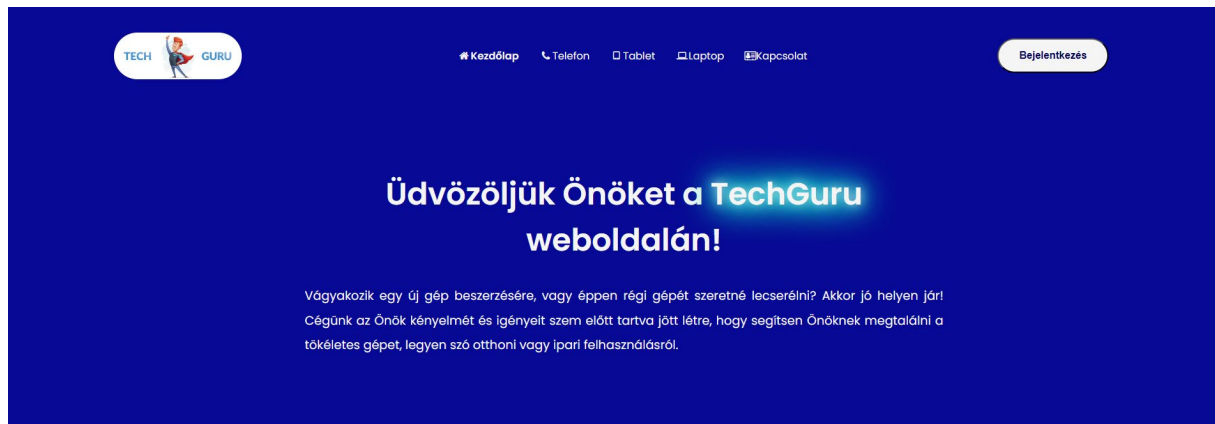 TECH GURU
Kezdőlap Telefon Tablet Laptop Kapcsolat
Bejelentkezés
Üdvözöljük Önöket a TechGuru
weboldalán!
Vágyakozik egy új gép beszerzésére, vagy éppen régi gépét szeretné lecserélni? Akkor jó helyen jár!
Cégünk az Önök kényelmét és igényeit szem előtt tartva jött létre, hogy segítsen Önöknek megtalálni a
tökéletes gépet, legyen szó otthoni vagy ipari felhasználásról.